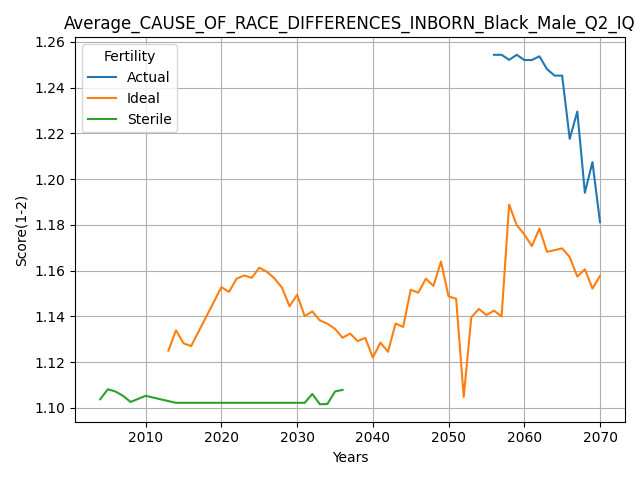 Average_CAUSE_OF_RACE_DIFFERENCES_INBORN_Black_Male_Q2_IQ
Fertility
Actual
Ideal
Sterile
Score(1-2)
1.26
1.24
1.22
1.20
1.18
1.16
1.14
1.12
1.10
2010 2020 2030 2040 2050 2060 2070
Years